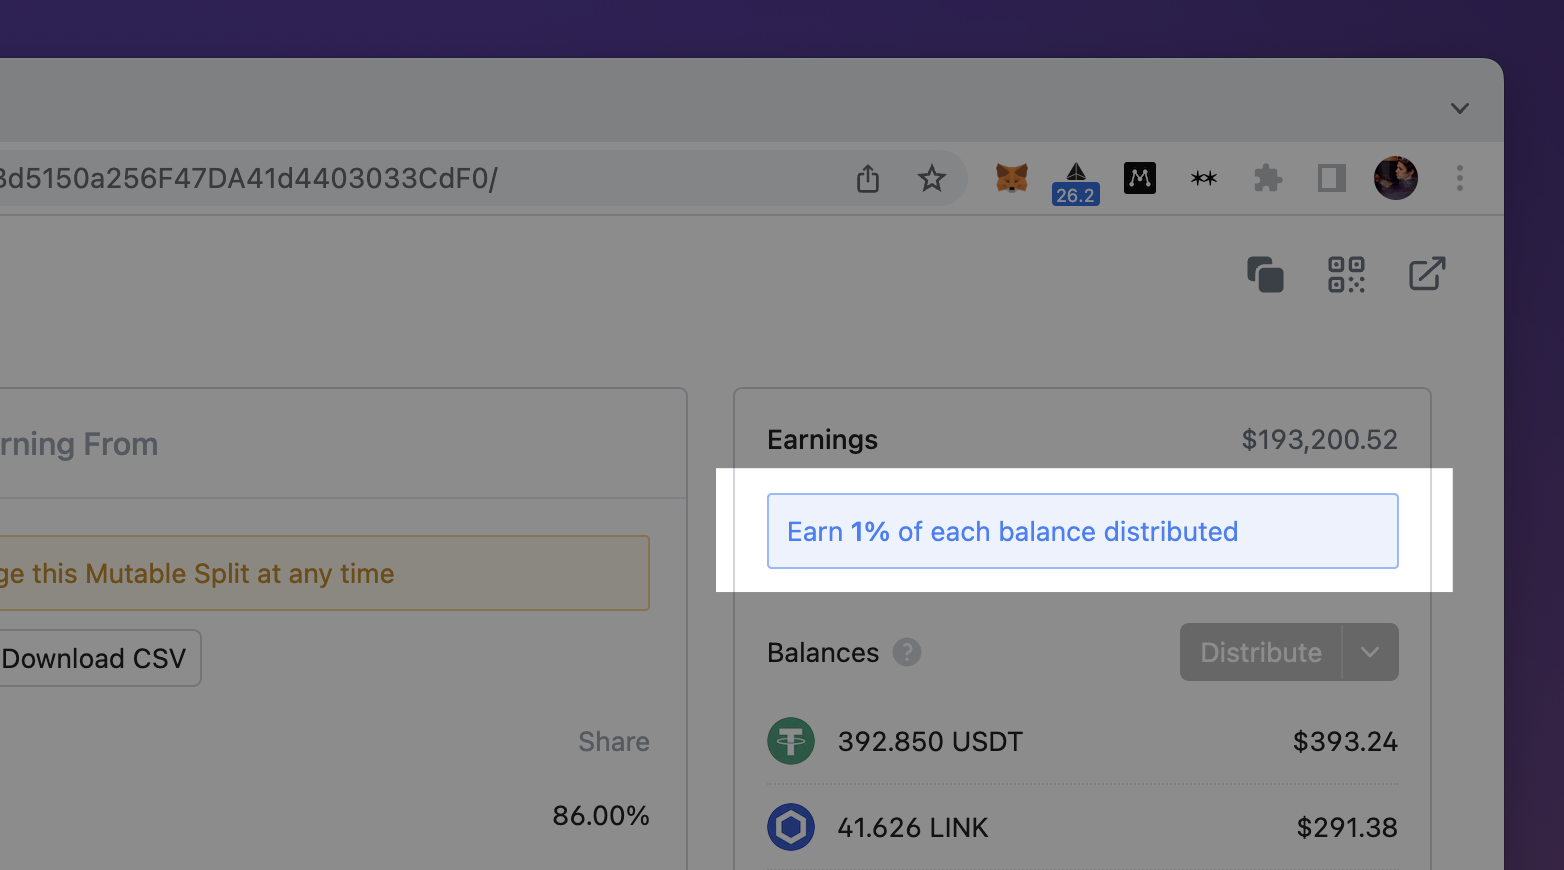 3d5150a256F47DA41d4403033CdF0/
26.2
rning From
ge this Mutable Split at any time
Download CSV
Share
86.00%
Earnings $193,200.52
Earn 1% of each balance distributed
Balances ? Distribute
392.850 USDT $393.24
41.626 LINK $291.38